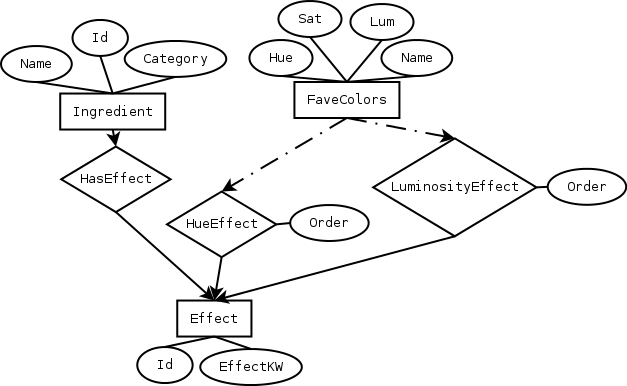 Sat
Lum
Id
Name
Category
Hue
Name
Ingredient
FaveColors
HasEffect
LuminosityEffect
Order
HueEffect
Order
Effect
Id
EffectKW